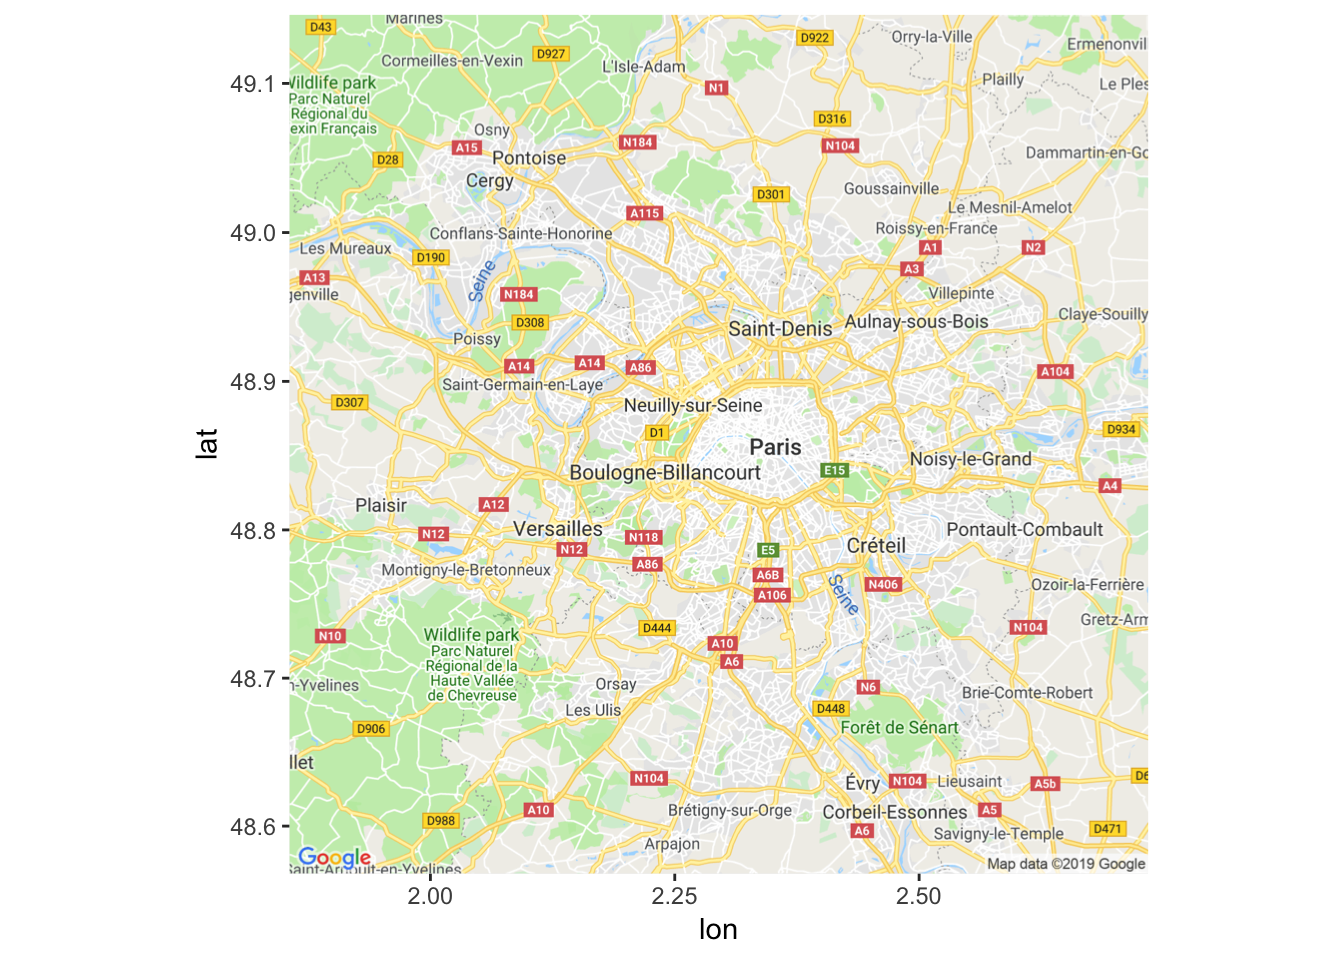 Marines
D43
D922
Orry-la-Ville
Ermenonvil
D927
Cormeilles-en-Vexin
L'Isle-Adam
Plailly
Le Ples
49.1
Wildlife park
Parc Naturel
Régional du
exin Français
N1
D316
Osny
A15
N184
N104
Pontoise
D28
Dammartin-en-Go
Cergy
D301
Goussainville
A115
Le Mesnil-Amelot
49.0
Conflans-Sainte-Honorine
Roissy-en-France
Les Mureaux
A1
N2
D190
A3
A13
Seine
genville
N184
Villepinte
D308
Saint-Denis
Aulnay-sous-Bois
Claye-Souilly
Poissy
A14
A14
A86
A104
48.9
Saint-Germain-en-Laye
D307
Neuilly-sur-Seine
D1
D934
lat
Paris
Noisy-le-Grand
Boulogne-Billancourt
E15
A4
Plaisir
A12
48.8
N12
Versailles
N118
Pontault-Combault
N12
E5
Créteil
A86
Montigny-le-Bretonneux
A6B
Seine
N406
Ozoir-la-Ferrière
A106
Gretz-Arm
N10
D444
N104
Wildlife park
Parc Naturel
Régional de la
Haute Vallée
de Chevreuse
A10
A6
48.7
n-Yvelines
Orsay
N6
Brie-Comte-Robert
Les Ulis
D448
D906
Forêt de Sénart
llet
N104
Évry
N104
Lieusaint
A5b
D6
A10
Brétigny-sur-Orge
Corbeil-Essonnes
A5
48.6
D988
A6
Savigny-le-Temple
D471
Arpajon
Google
Saint-Arnoult-en-Yvelines
Map data ©2019 Google
2.00
2.25
2.50
lon